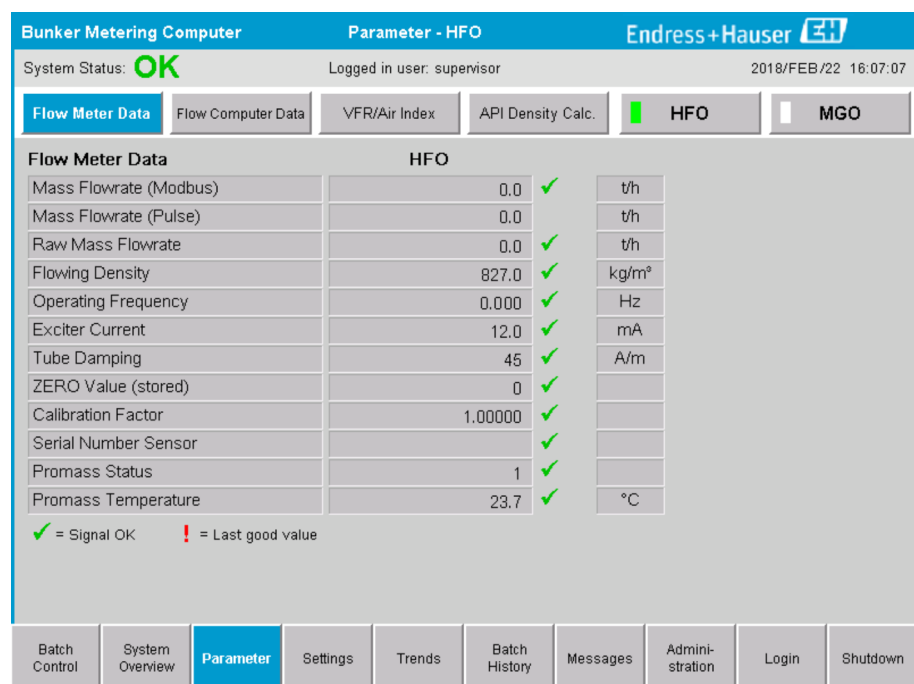 Bunker Metering Computer Parameter - HFO Endress+Hauser EH
System Status: OK Logged in user: supervisor 2018/FEB/22 16:07:07
Flow Meter Data Flow Computer Data VFR/Air Index API Density Calc. HFO MGO
Flow Meter Data HFO
Mass Flowrate (Modbus) 0.0 ✓ t/h
Mass Flowrate (Pulse) 0.0 t/h
Raw Mass Flowrate 0.0 ✓ t/h
Flowing Density 827.0 ✓ kg/m³
Operating Frequency 0.000 ✓ Hz
Exciter Current 12.0 ✓ mA
Tube Damping 45 ✓ A/m
ZERO Value (stored) 0 ✓
Calibration Factor 1.00000 ✓
Serial Number Sensor ✓
Promass Status 1 ✓
Promass Temperature 23.7 ✓ °C
✓ = Signal OK ! = Last good value
Batch Control System Overview Parameter Settings Trends Batch History Messages Admini-stration Login Shutdown